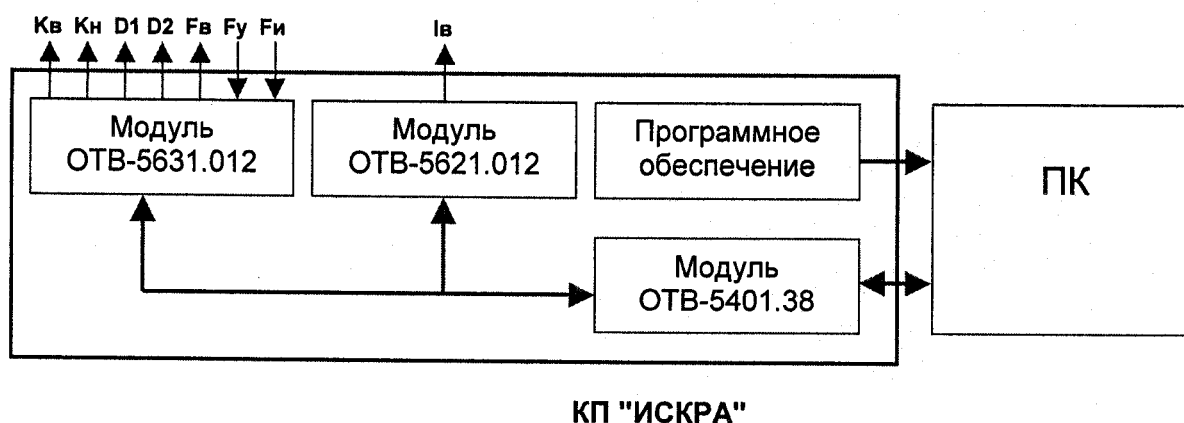 Кв Кн D1 D2 Fв Fу Fи Iв
Модуль
ОТВ-5631.012
Модуль
ОТВ-5621.012
Программное
обеспечение
ПК
Модуль
ОТВ-5401.38
КП "ИСКРА"